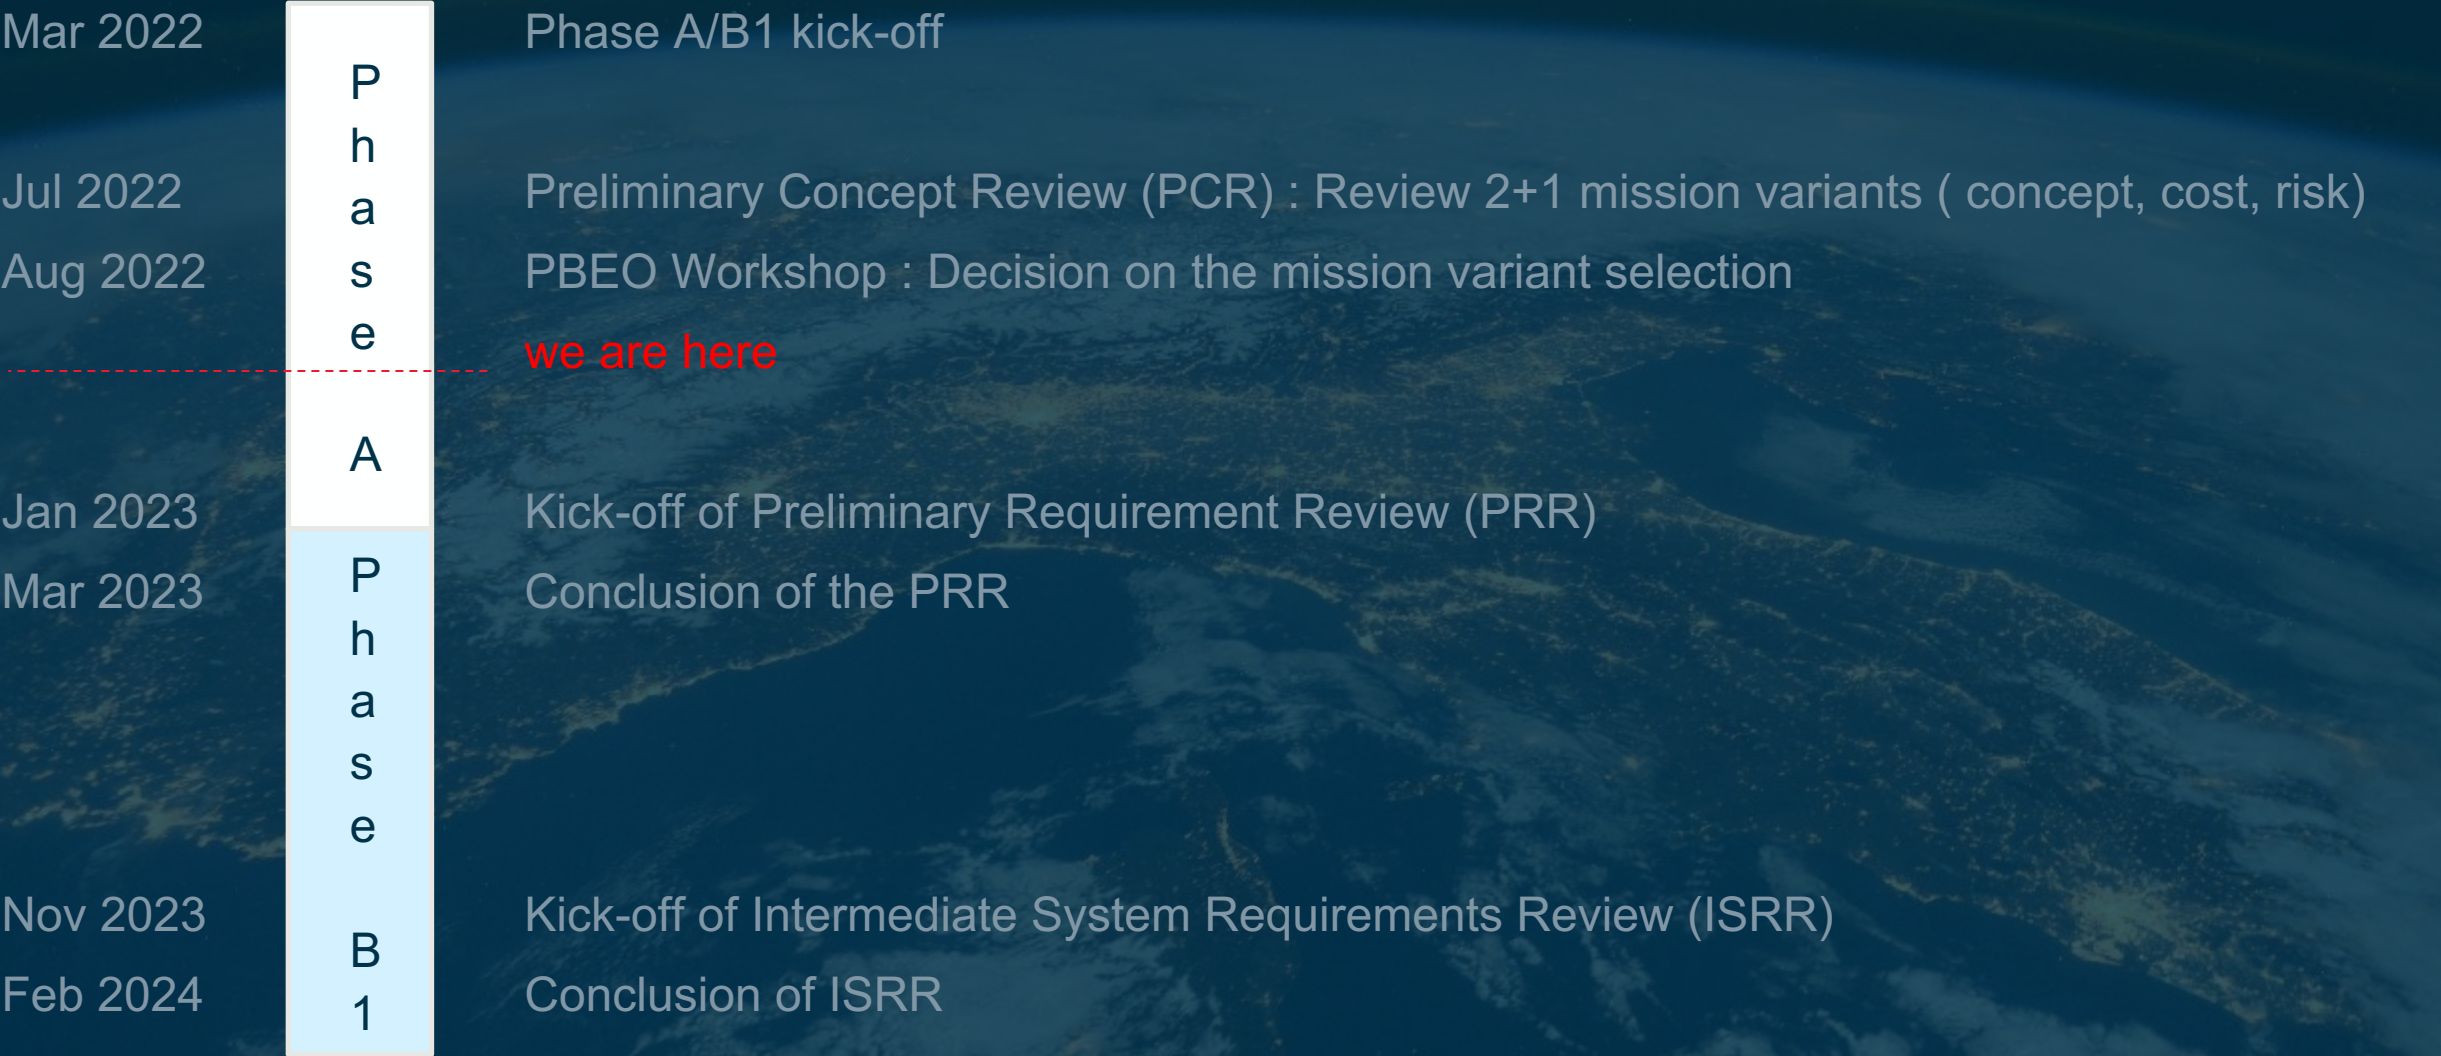 Mar 2022 Phase A/B1 kick-off
Jul 2022 Preliminary Concept Review (PCR) : Review 2+1 mission variants ( concept, cost, risk)
Aug 2022 PBEO Workshop : Decision on the mission variant selection
we are here
Phase A
Jan 2023 Kick-off of Preliminary Requirement Review (PRR)
Mar 2023 Conclusion of the PRR
Nov 2023 Kick-off of Intermediate System Requirements Review (ISRR)
Feb 2024 Conclusion of ISRR
Phase B1